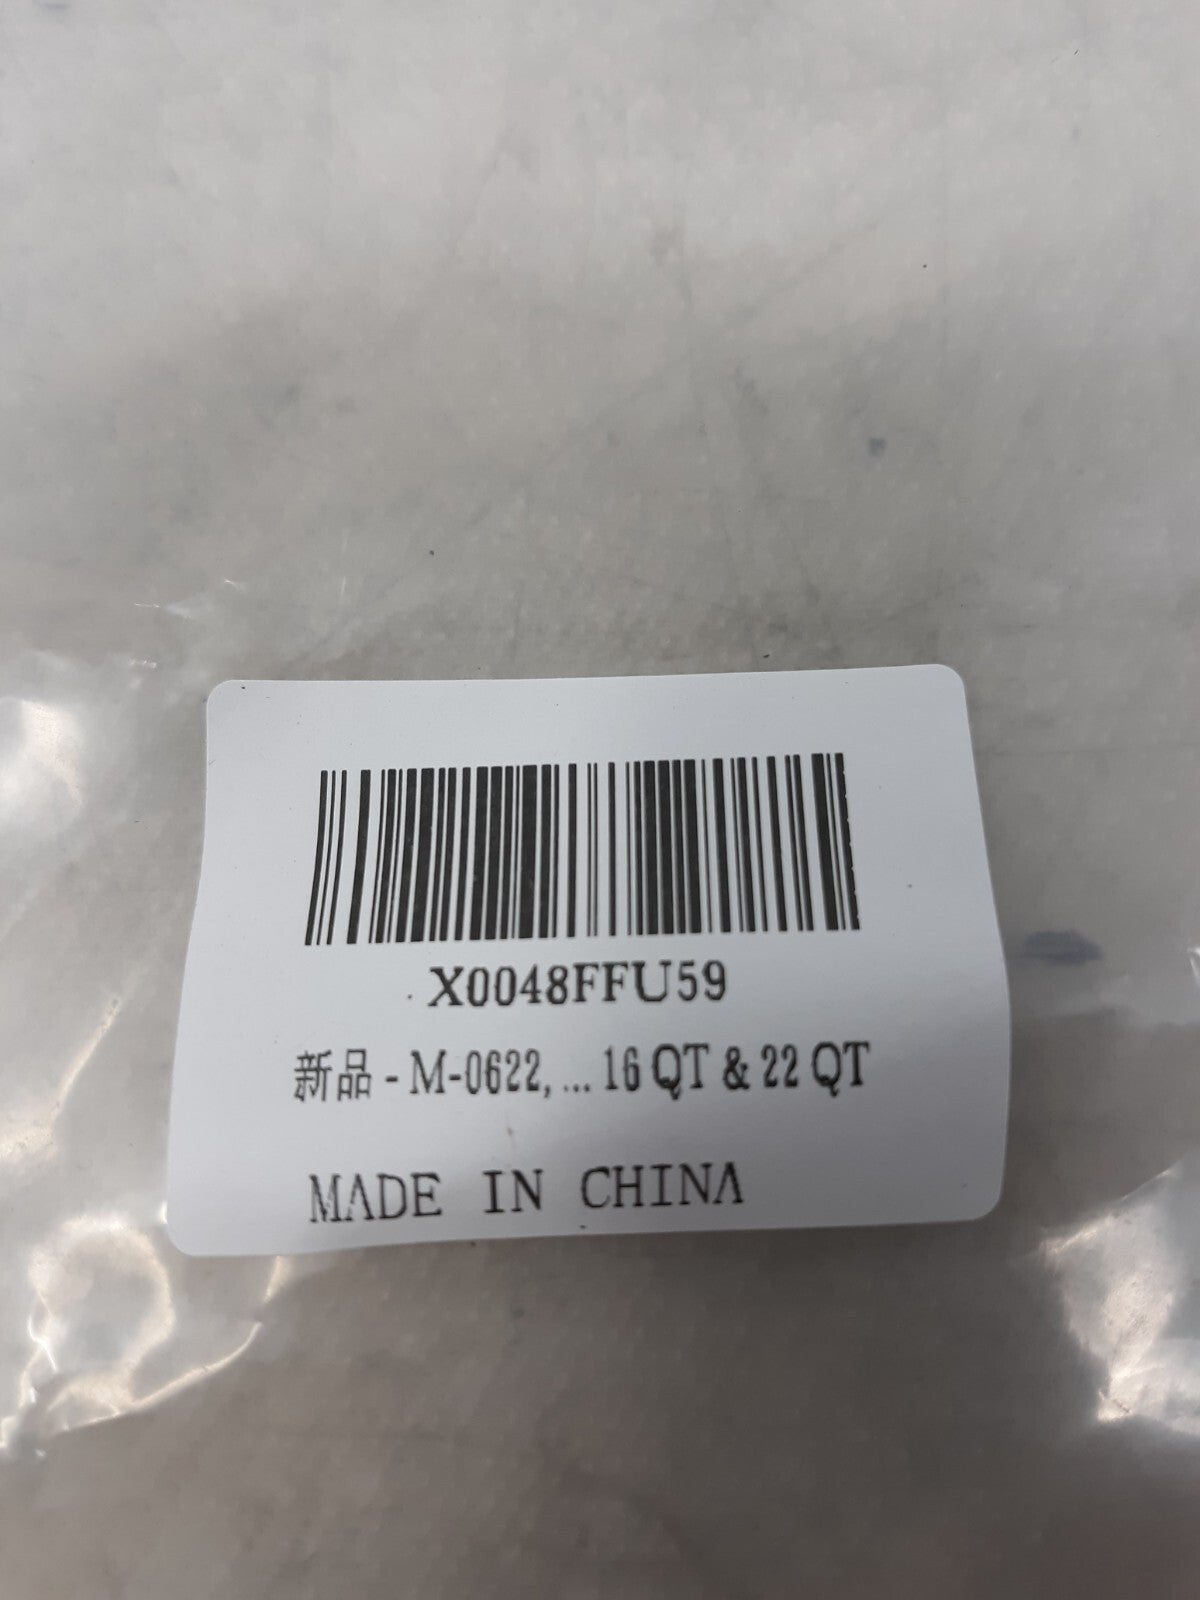 X0048FFU59
新品 - M-0622, ... 16 QT & 22 QT
MADE IN CHINA